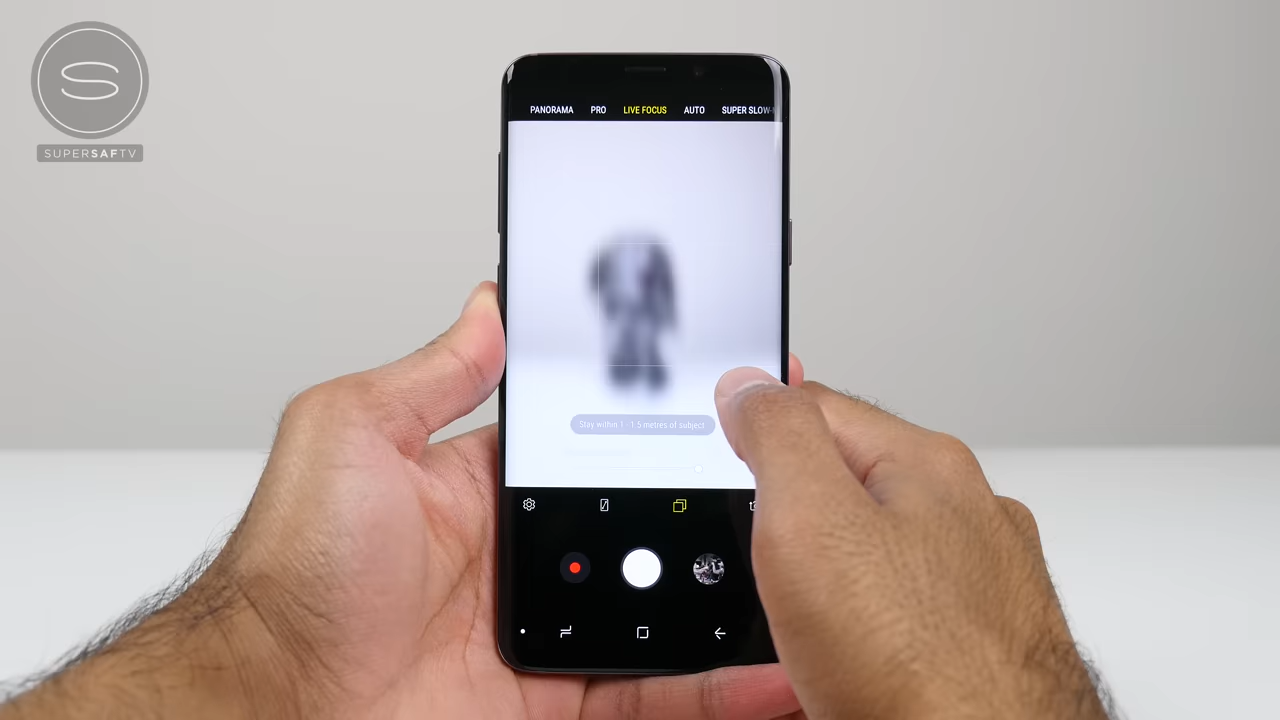 SUPERSAFTV
PANORAMA PRO LIVE FOCUS AUTO SUPER SLOW-
Stay within 1 - 1.5 metres of subject